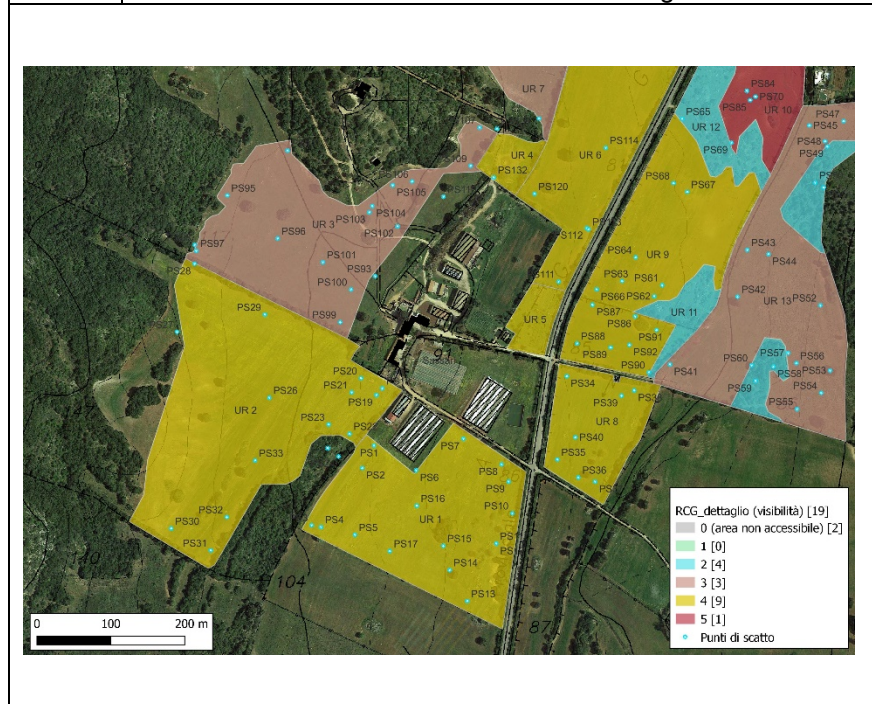 PS84
PS85
PS70
UR 10
UR 7
G
PS65
UR 12
PS69
PS47
PS45
PS48
PS49
PS114
UR 6
UR 4
PS132
PS120
PS68
PS67
PS106
PS105
PS103
PS104
PS102
PS95
UR 3
PS96
PS97
PS28
PS101
PS93
PS100
PS99
PS64
UR 9
PS43
PS44
PS63
PS61
PS66
PS62
PS42
UR 13
PS52
PS87
UR 11
PS86
UR 5
PS29
PS88
PS89
PS91
PS92
PS90
PS41
PS57
PS56
PS60
PS58
PS53
PS59
PS54
91
PS20
PS21
PS19
PS34
PS39
UR 8
UR 2
PS26
PS23
PS33
PS1
PS2
PS7
PS6
PS8
PS9
PS10
PS40
PS35
PS36
PS16
UR 1
PS32
PS30
PS31
PS4
PS5
PS17
PS15
PS14
PS13
104
87
RCG_dettaglio (visibilità) [19]
0 (area non accessibile) [2]
1 [0]
2 [4]
3 [3]
4 [9]
5 [1]
Punti di scatto
0 100 200 m